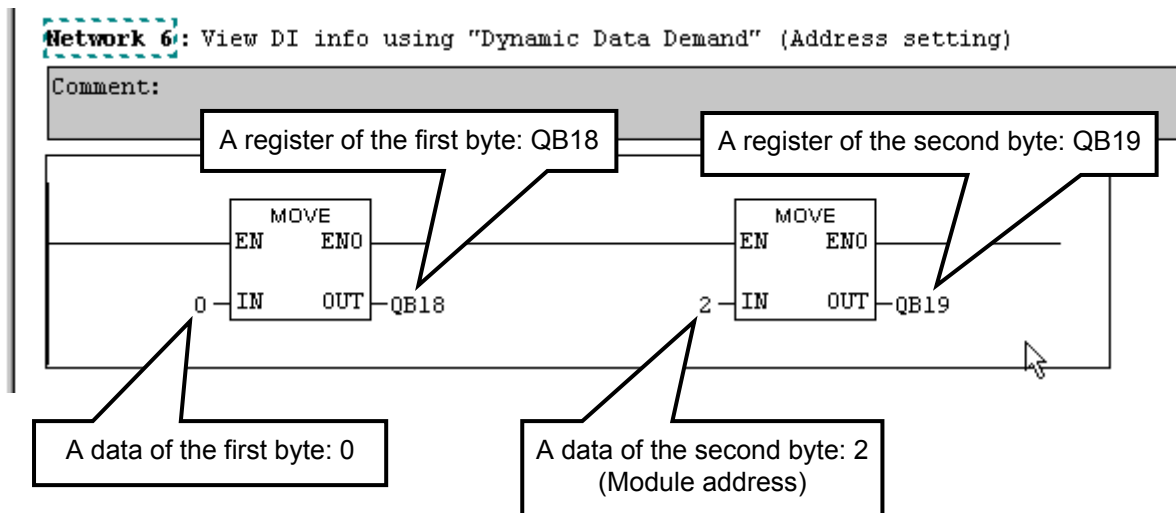 Network 6: View DI info using "Dynamic Data Demand" (Address setting)
Comment:
A register of the first byte: QB18
A register of the second byte: QB19
MOVE
EN ENO
0 IN OUT QB18
MOVE
EN ENO
2 IN OUT QB19
A data of the first byte: 0
A data of the second byte: 2
(Module address)